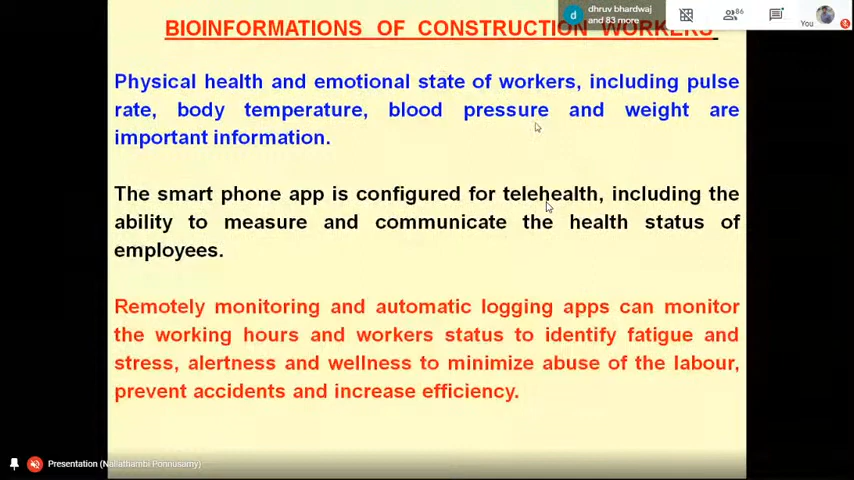 dhruv bhardwaj
and 83 more
86
You
BIOINFORMATIONS OF CONSTRUCTION WORKERS
Physical health and emotional state of workers, including pulse
rate, body temperature, blood pressure and weight are
important information.
The smart phone app is configured for telehealth, including the
ability to measure and communicate the health status of
employees.
Remotely monitoring and automatic logging apps can monitor
the working hours and workers status to identify fatigue and
stress, alertness and wellness to minimize abuse of the labour,
prevent accidents and increase efficiency.
Presentation (Nallathambi Ponnusamy)